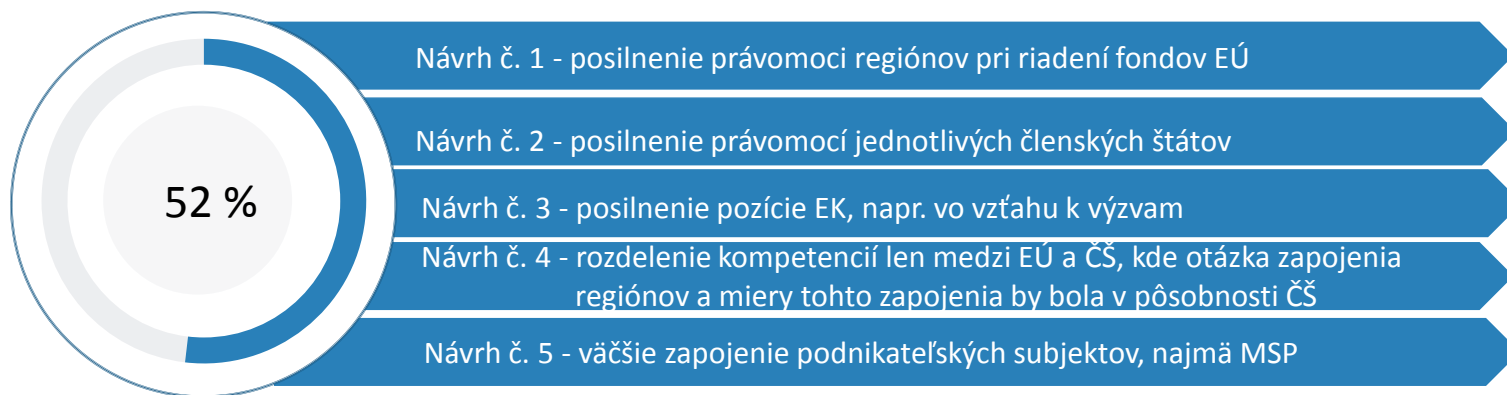 52 %
Návrh č. 1 - posilnenie právomoci regiónov pri riadení fondov EÚ
Návrh č. 2 - posilnenie právomocí jednotlivých členských štátov
Návrh č. 3 - posilnenie pozície EK, napr. vo vzťahu k výzvam
Návrh č. 4 - rozdelenie kompetencií len medzi EÚ a ČŠ, kde otázka zapojenia
regiónov a miery tohto zapojenia by bola v pôsobnosti ČŠ
Návrh č. 5 - väčšie zapojenie podnikateľských subjektov, najmä MSP